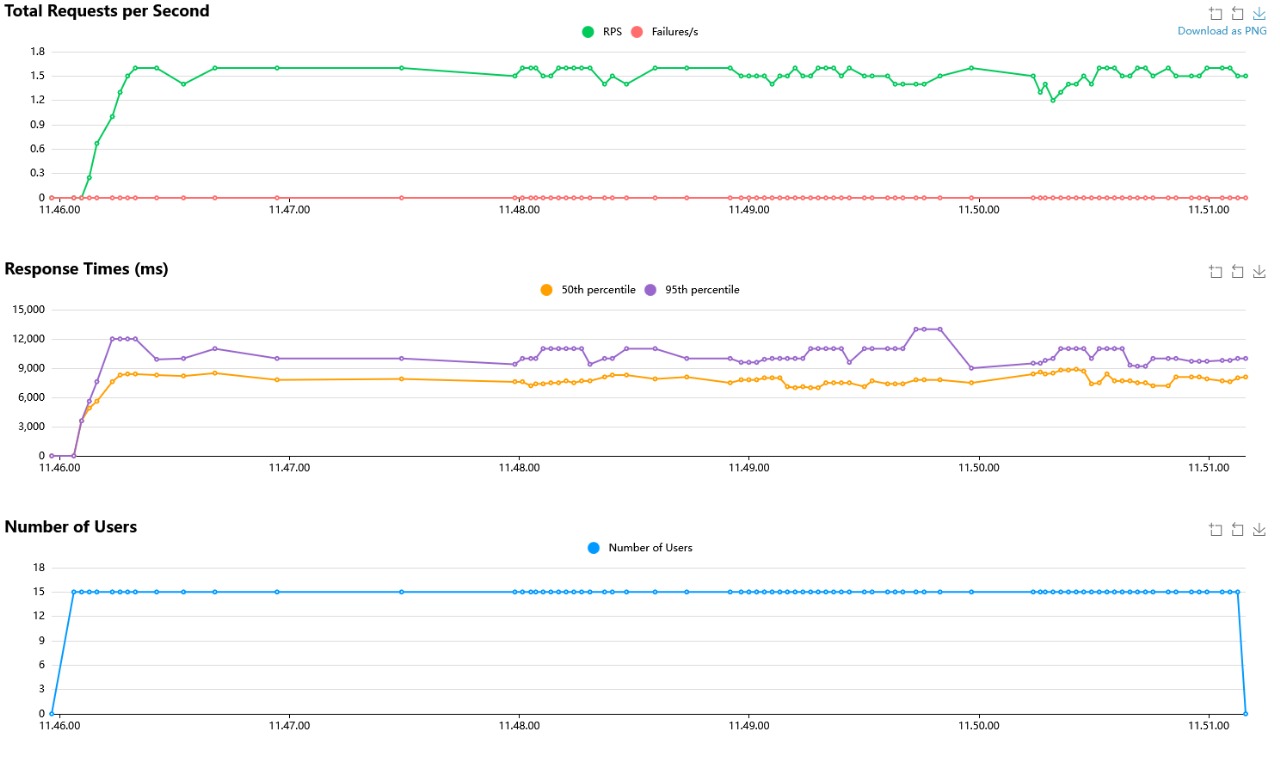 Total Requests per Second
Download as PNG
RPS Failures/s
1.8
1.5
1.2
0.9
0.6
0.3
0
11.46.00 11.47.00 11.48.00 11.49.00 11.50.00 11.51.00
Response Times (ms)
50th percentile 95th percentile
15,000
12,000
9,000
6,000
3,000
0
11.46.00 11.47.00 11.48.00 11.49.00 11.50.00 11.51.00
Number of Users
Number of Users
18
15
12
9
6
3
0
11.46.00 11.47.00 11.48.00 11.49.00 11.50.00 11.51.00